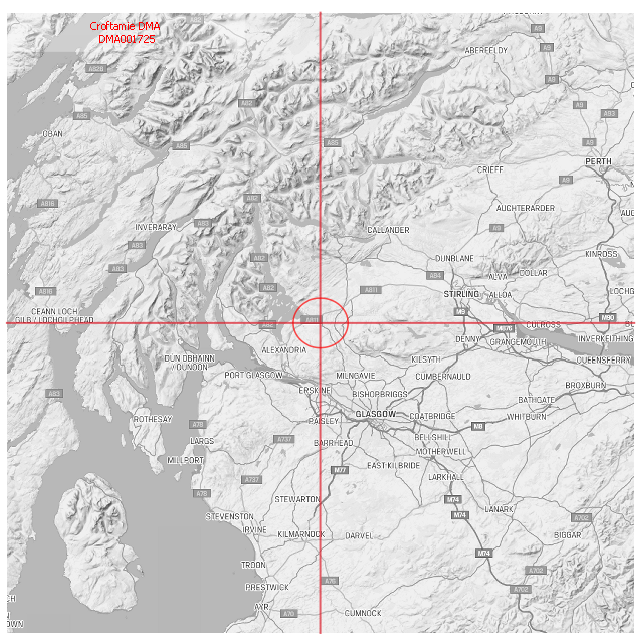 Croftamie DMA
DMA001725
A82
A9
ABERFELDY
A9
A828
A9
A82
A9
A93
A85
OBAN
A85
A85
A9
PERTH
CRIEFF
A9
A82
A816
AUCHTERARDER
INVERARAY
A83
A9
CALLANDER
A83
KINROSS
A82
DUNBLANE
A83
A84
ALVA
DOLLAR
A82
A811
A816
STIRLING
ALLOA
CEANN LOCH
GILB / LOCHGILPHEAD
M9
M90
A811
A82
M876
CULROSS
DENNY
GRANGEMOUTH
INVERKEITHING
ALEXANDRIA
DUN OBHAINN
/ DUNOON
KILSYTH
QUEENSFERRY
PORT GLASGOW
MILNGAVIE
CUMBERNAULD
BROXBURN
A83
ERSKINE
BISHOPBRIGGS
BATHGATE
ROTHESAY
GLASGOW
COATBRIDGE
WHITBURN
A78
PAISLEY
M8
LARGS
A737
BARRHEAD
BELLSHILL
MOTHERWELL
MILLPORT
M77
EAST KILBRIDE
A737
LARKHALL
A78
STEWARTON
M74
LANARK
STEVENSTON
M74
A702
IRVINE
KILMARNOCK
DARVEL
BIGGAR
M74
TROON
A702
A76
PRESTWICK
A702
AYR
A70
CUMNOCK